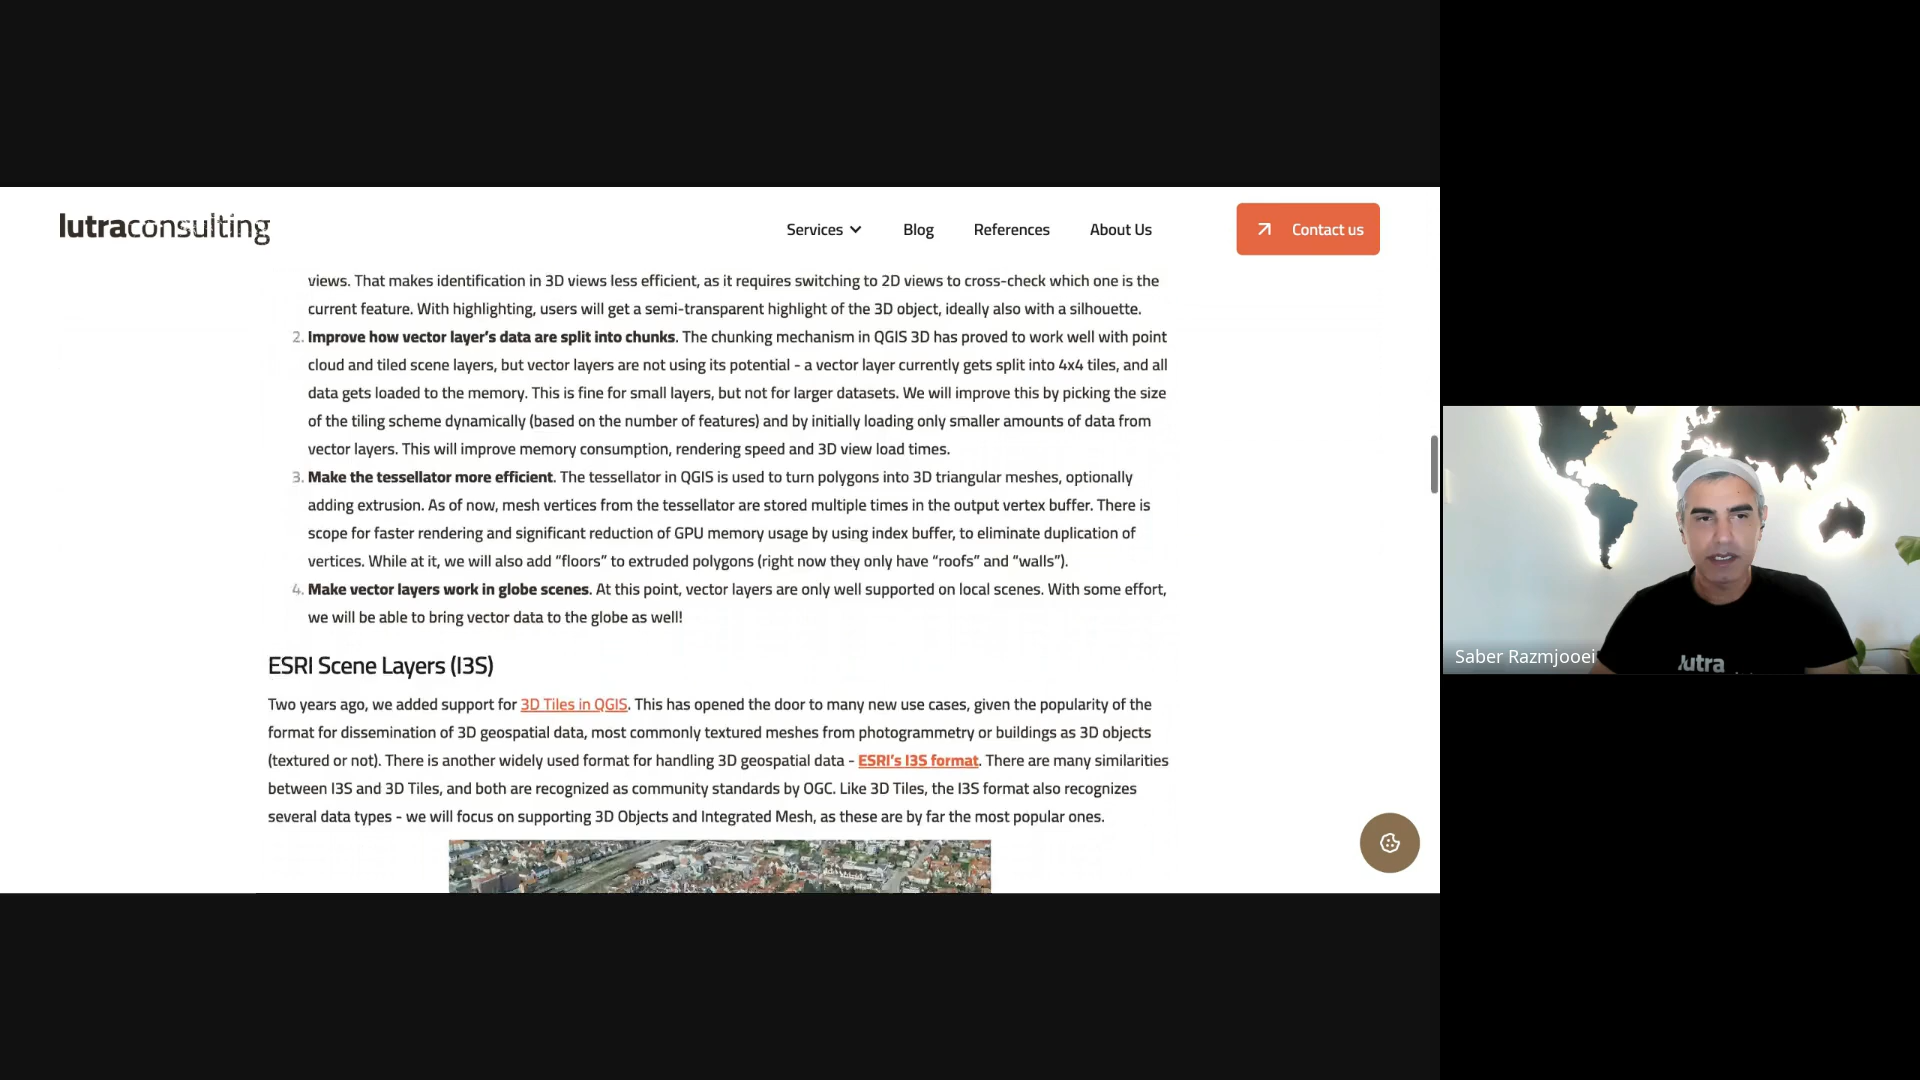 lutraconsulting
Services
Blog
References
About Us
Contact us
views. That makes identification in 3D views less efficient, as it requires switching to 2D views to cross-check which one is the
current feature. With highlighting, users will get a semi-transparent highlight of the 3D object, ideally also with a silhouette.
2. Improve how vector layer's data are split into chunks. The chunking mechanism in QGIS 3D has proved to work well with point
cloud and tiled scene layers, but vector layers are not using its potential - a vector layer currently gets split into 4x4 tiles, and all
data gets loaded to the memory. This is fine for small layers, but not for larger datasets. We will improve this by picking the size
of the tiling scheme dynamically (based on the number of features) and by initially loading only smaller amounts of data from
vector layers. This will improve memory consumption, rendering speed and 3D view load times.
3. Make the tessellator more efficient. The tessellator in QGIS is used to turn polygons into 3D triangular meshes, optionally
adding extrusion. As of now, mesh vertices from the tessellator are stored multiple times in the output vertex buffer. There is
scope for faster rendering and significant reduction of GPU memory usage by using index buffer, to eliminate duplication of
vertices. While at it, we will also add “floors” to extruded polygons (right now they only have “roofs” and “walls”).
4. Make vector layers work in globe scenes. At this point, vector layers are only well supported on local scenes. With some effort,
we will be able to bring vector data to the globe as well!
ESRI Scene Layers (I3S)
Two years ago, we added support for 3D Tiles in QGIS. This has opened the door to many new use cases, given the popularity of the
format for dissemination of 3D geospatial data, most commonly textured meshes from photogrammetry or buildings as 3D objects
(textured or not). There is another widely used format for handling 3D geospatial data - ESRI's I3S format. There are many similarities
between I3S and 3D Tiles, and both are recognized as community standards by OGC. Like 3D Tiles, the I3S format also recognizes
several data types - we will focus on supporting 3D Objects and Integrated Mesh, as these are by far the most popular ones.
Saber Razmjooei
lutra